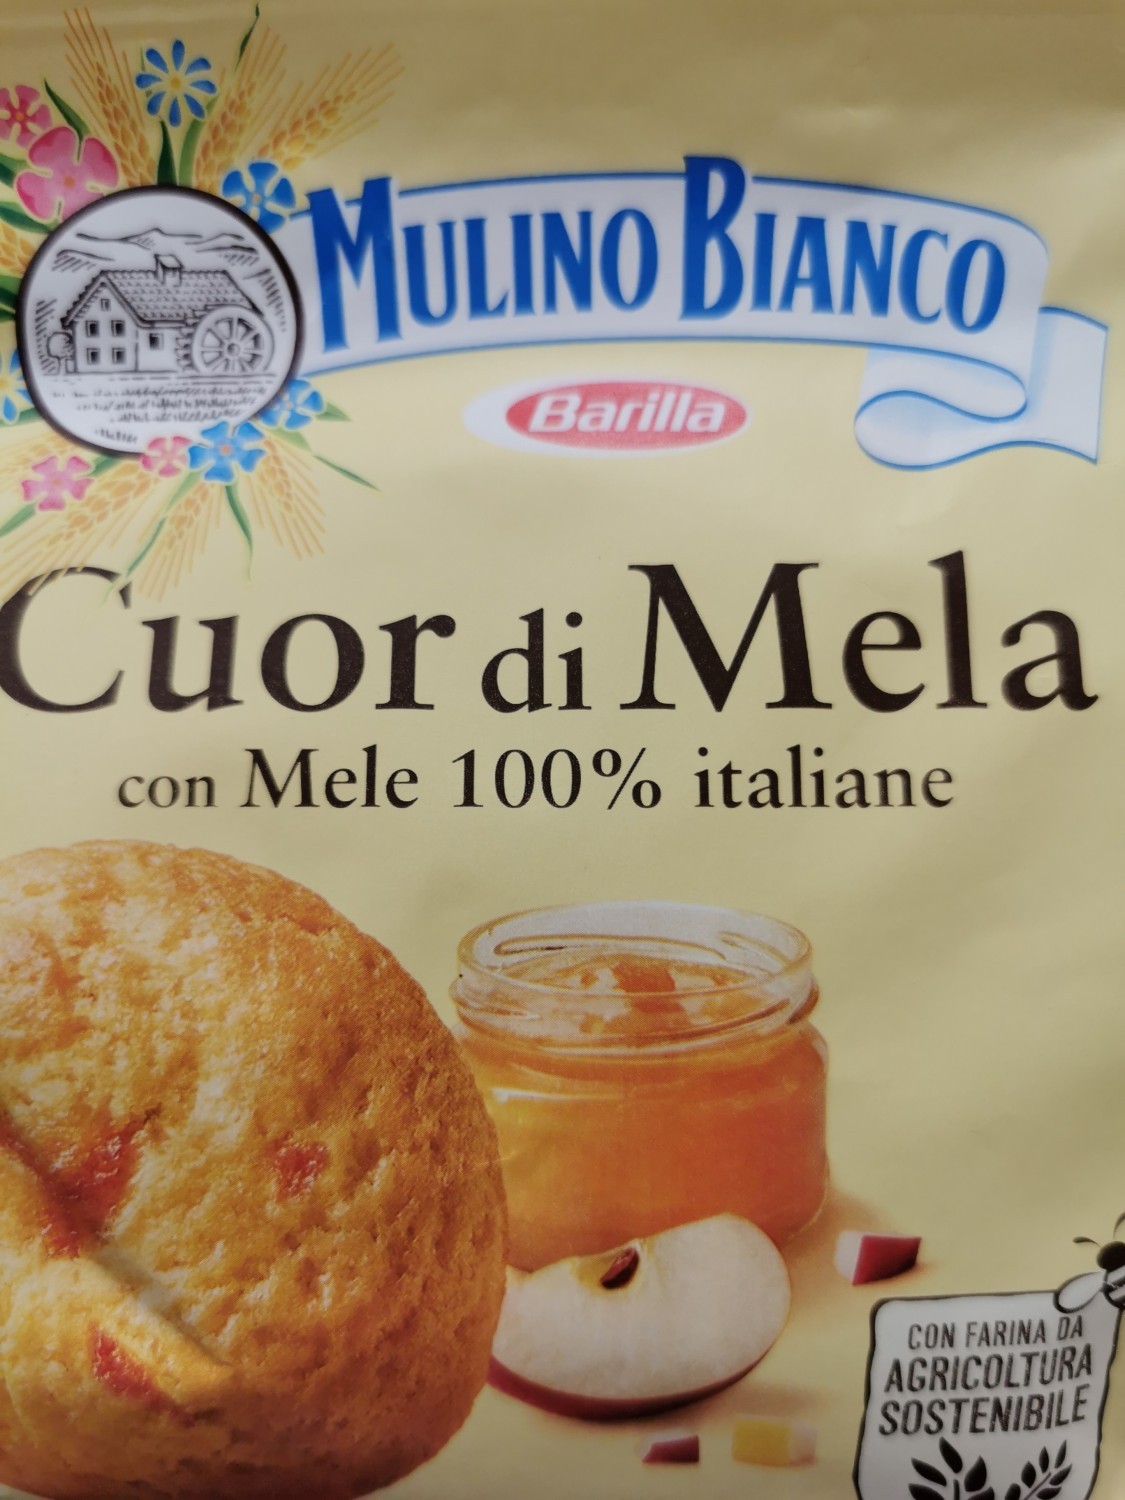 MULINO BIANCO
Barilla
Cuor di Mela
con Mele 100% italiane
CON FARINA DA
AGRICOLTURA
SOSTENIBILE